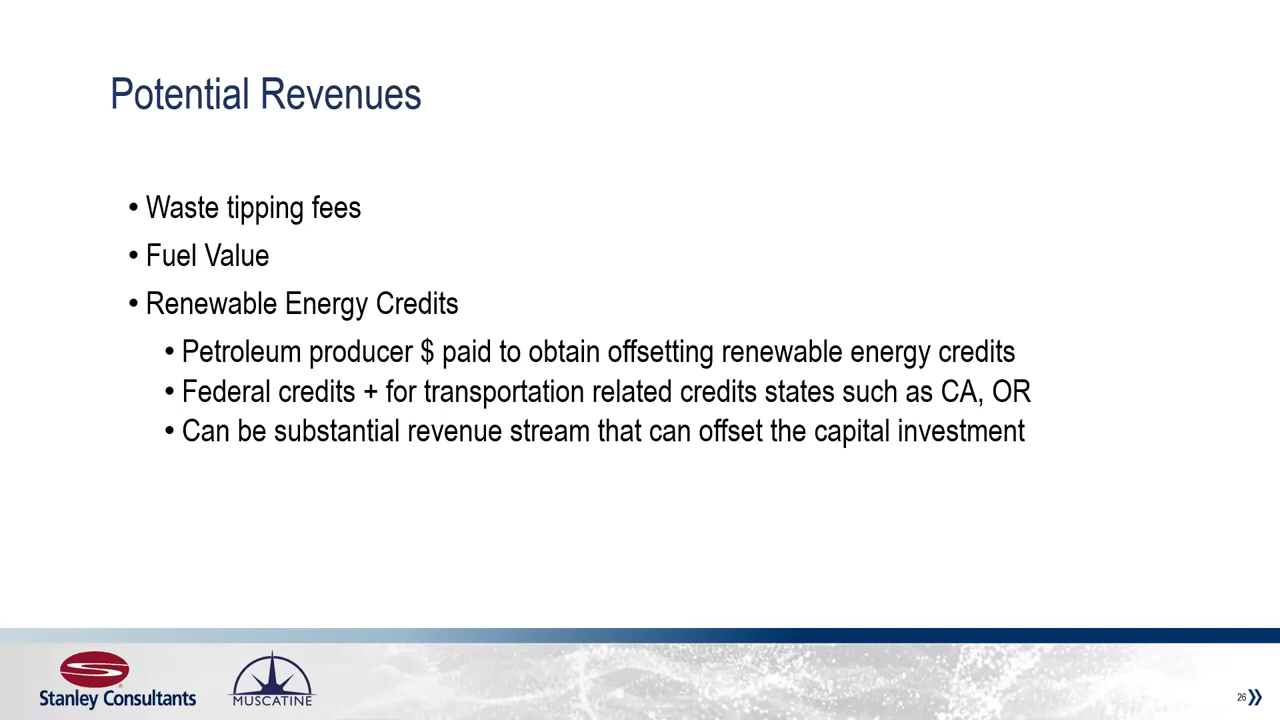 Potential Revenues
• Waste tipping fees
• Fuel Value
• Renewable Energy Credits
• Petroleum producer $ paid to obtain offsetting renewable energy credits
• Federal credits + for transportation related credits states such as CA, OR
• Can be substantial revenue stream that can offset the capital investment
Stanley Consultants
MUSCATINE
26